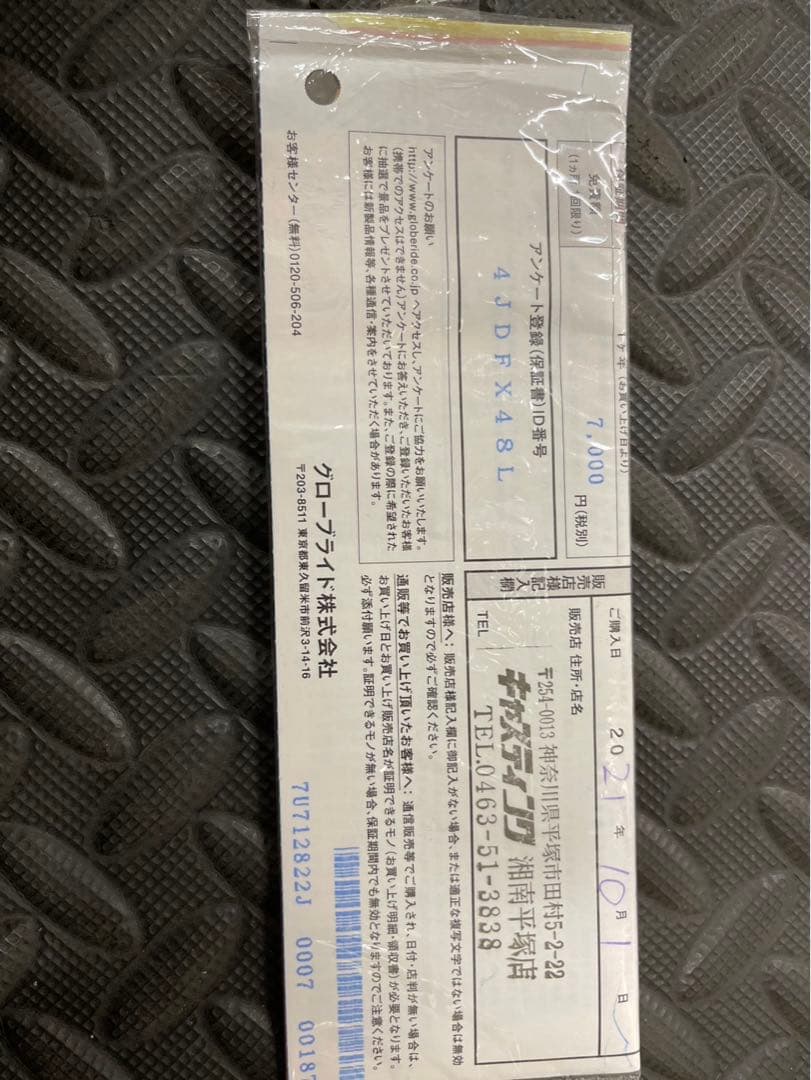 保証期間
1ヶ年(お買い上げ日より)
免責額
(1ヵ所1回限り)
7,000
円(税別)
アンケート登録(保証書)ID番号
4JDFX48L
アンケートのお願い
http://www.globeride.co.jp へアクセスし、アンケートにご協力をお願いいたします。
(携帯でのアクセスはできません)アンケートにお答えいただき、ご登録いただいたお客様
に抽選で景品をプレゼントさせていただいております。また、ご登録の際に希望された
お客様には新製品情報等、各種通信・案内をさせていただく場合があります。
お客様センター(無料)0120-506-204
グローブライド株式会社
〒203-8511 東京都東久留米市前沢3-14-16
販売店様記入欄
ご購入日
2021年10月1日
販売店 住所・店名
〒254-0013 神奈川県平塚市田村5-2-22
キャスティング 湘南平塚店
TEL.0463-51-3838
TEL
販売店様へ:販売店様記入欄に御記入がない場合、または適正な複写文字ではない場合は無効
となりますので必ずご確認ください。
通販等でお買い上げ頂いたお客様へ:通信販売等でご購入され、日付・店判が無い場合は、
お買い上げ日とお買い上げ販売店名が証明できるモノ(お買い上げ明細・領収書)が必要となります。
必ず添付願います。証明できるモノが無い場合、保証期間内でも無効となりますのでご注意ください。
7U712822J 0007 00187